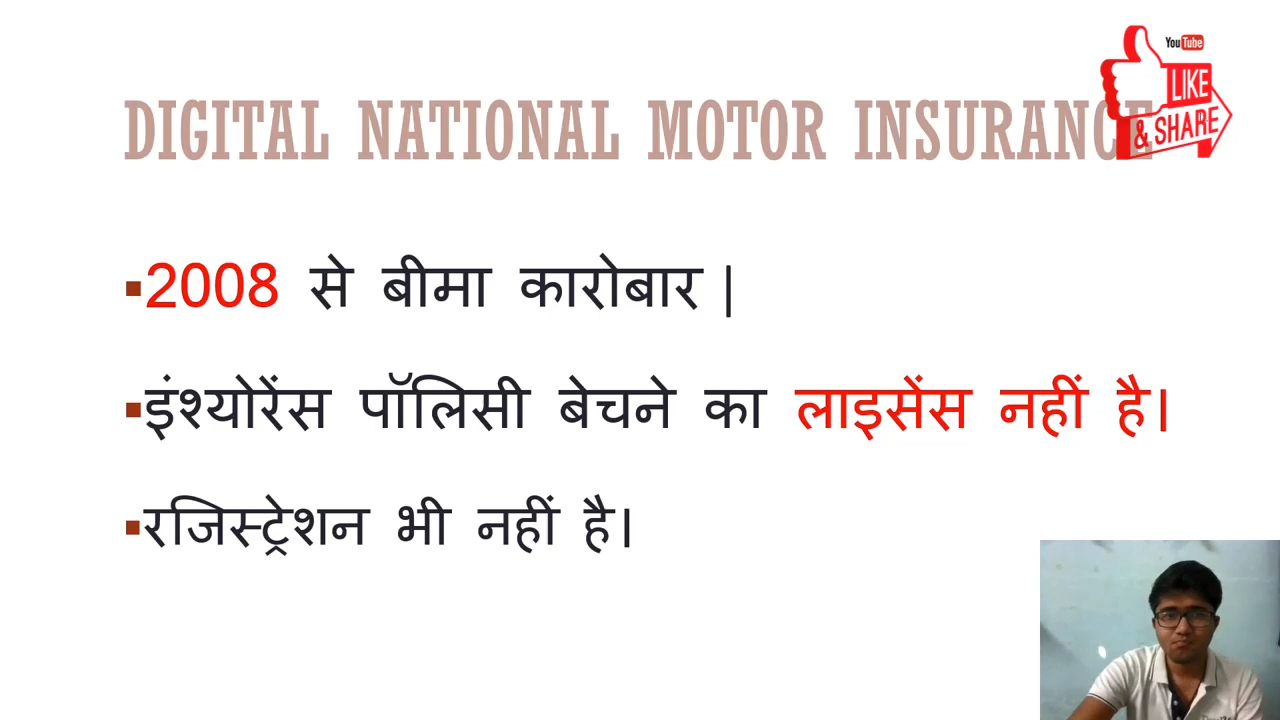 YouTube
LIKE
& SHARE
DIGITAL NATIONAL MOTOR INSURANCE
▪2008 से बीमा कारोबार |
▪इंश्योरेंस पॉलिसी बेचने का लाइसेंस नहीं है।
▪रजिस्ट्रेशन भी नहीं है।